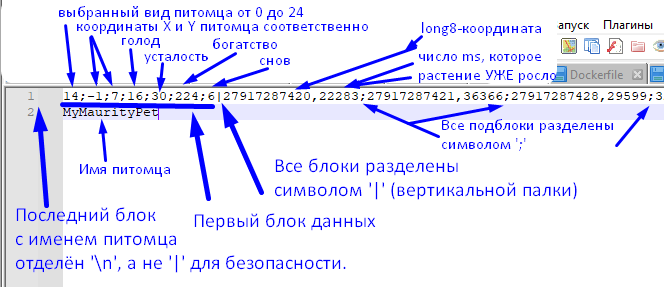 выбранный вид питомца от 0 до 24
координаты X и Y питомца соответственно
голод
богатство
усталость
снов
long8-координата
число ms, которое
растение УЖЕ росло
апуск Плагины
Dockerfile
1 14;-1;7;16;30;224;6|27917287420,22283;27917287421,36366;27917287428,29599;3
2 MyMaurityPet
Все подблоки разделены
символом ';'
Имя питомца
Все блоки разделены
символом '|' (вертикальной палки)
Первый блок данных
Последний блок
с именем питомца
отделён '\n', а не '|' для безопасности.